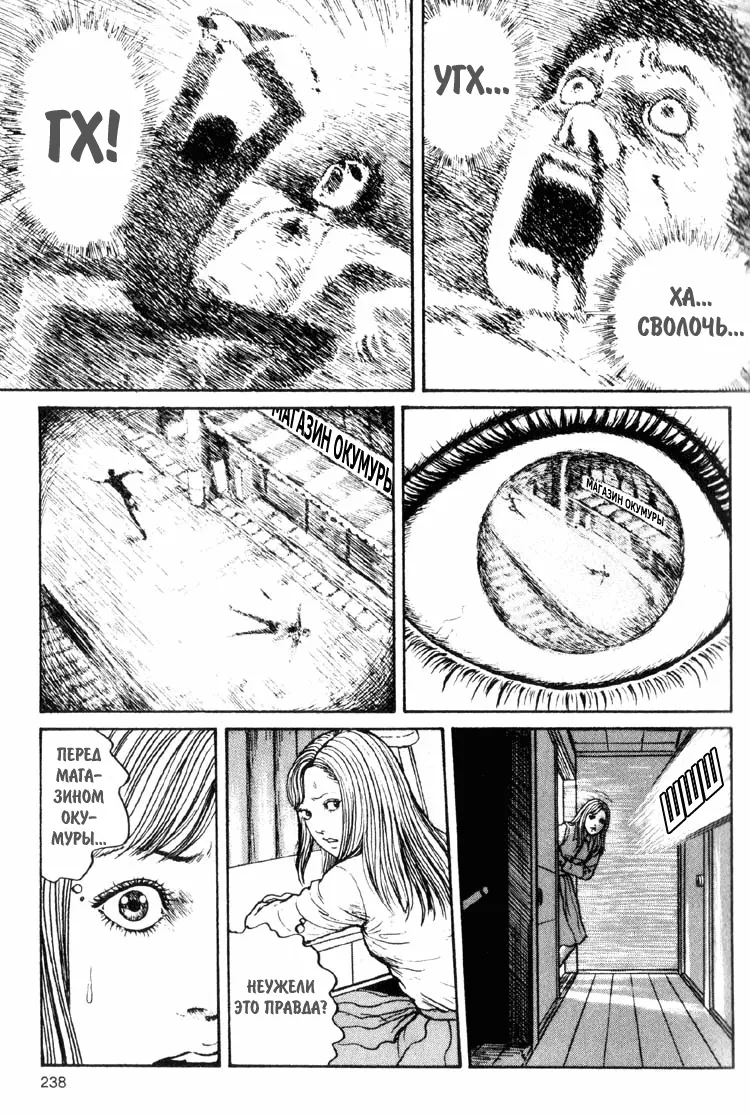 ГХ!
УГХ...
ХА...
СВОЛОЧЬ...
МАГАЗИН ОКУМУРЫ
МАГАЗИН ОКУМУРЫ
ПЕРЕД
МАГА-
ЗИНОМ
ОКУ-
МУРЫ...
НЕУЖЕЛИ
ЭТО ПРАВДА?
ШШШ
238